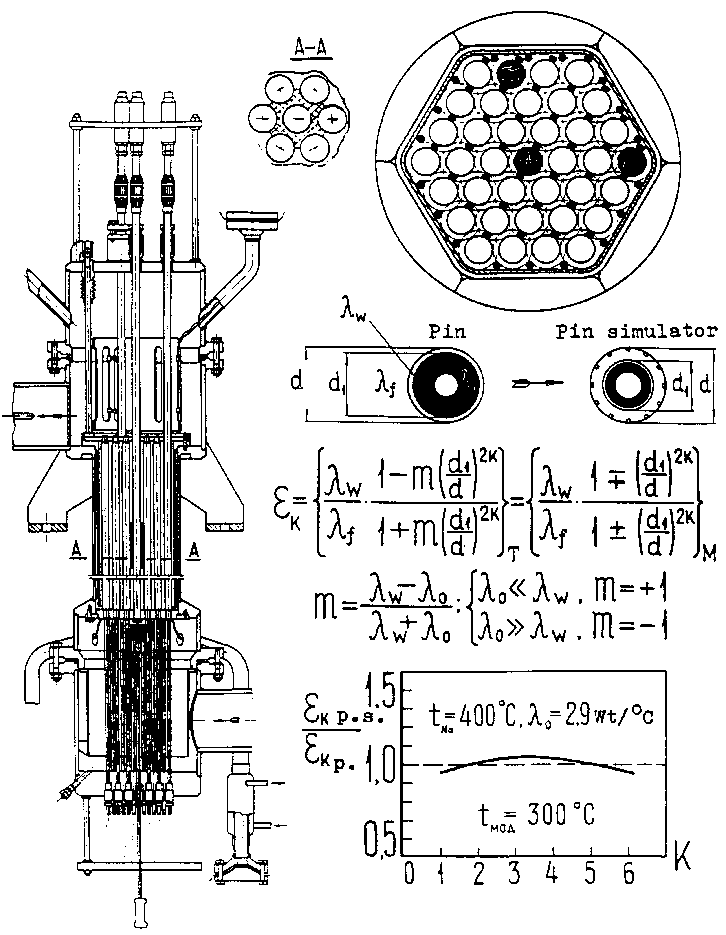 A–A
λw
Pin
Pin simulator
d d₁ λf
d₁ d
εK = {λw/λf · (1–m(d₁/d)^2K)/(1+m(d₁/d)^2K)}T = {λw/λf · (1∓(d₁/d)^2K)/(1±(d₁/d)^2K)}M
A A
m = (λw–λ₀)/(λw+λ₀) : {λ₀≪λw, m=+1
λ₀≫λw, m=–1
εK p.s./εK p.
1.5
t Na =400°C, λ₀=2,9 wt/°c
1,0
t мод = 300°C
0,5
0 1 2 3 4 5 6 K